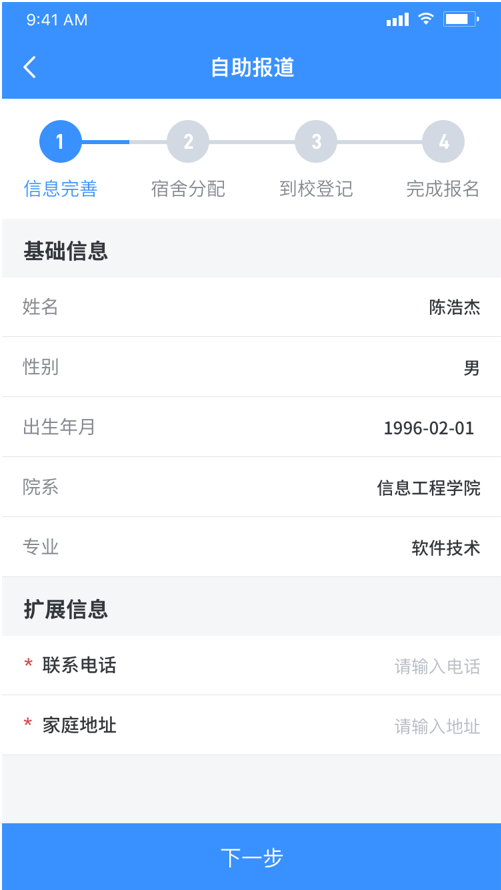 9:41 AM
自助报道
1 2 3 4
信息完善 宿舍分配 到校登记 完成报名
基础信息
姓名 陈浩杰
性别 男
出生年月 1996-02-01
院系 信息工程学院
专业 软件技术
扩展信息
* 联系电话 请输入电话
* 家庭地址 请输入地址
下一步